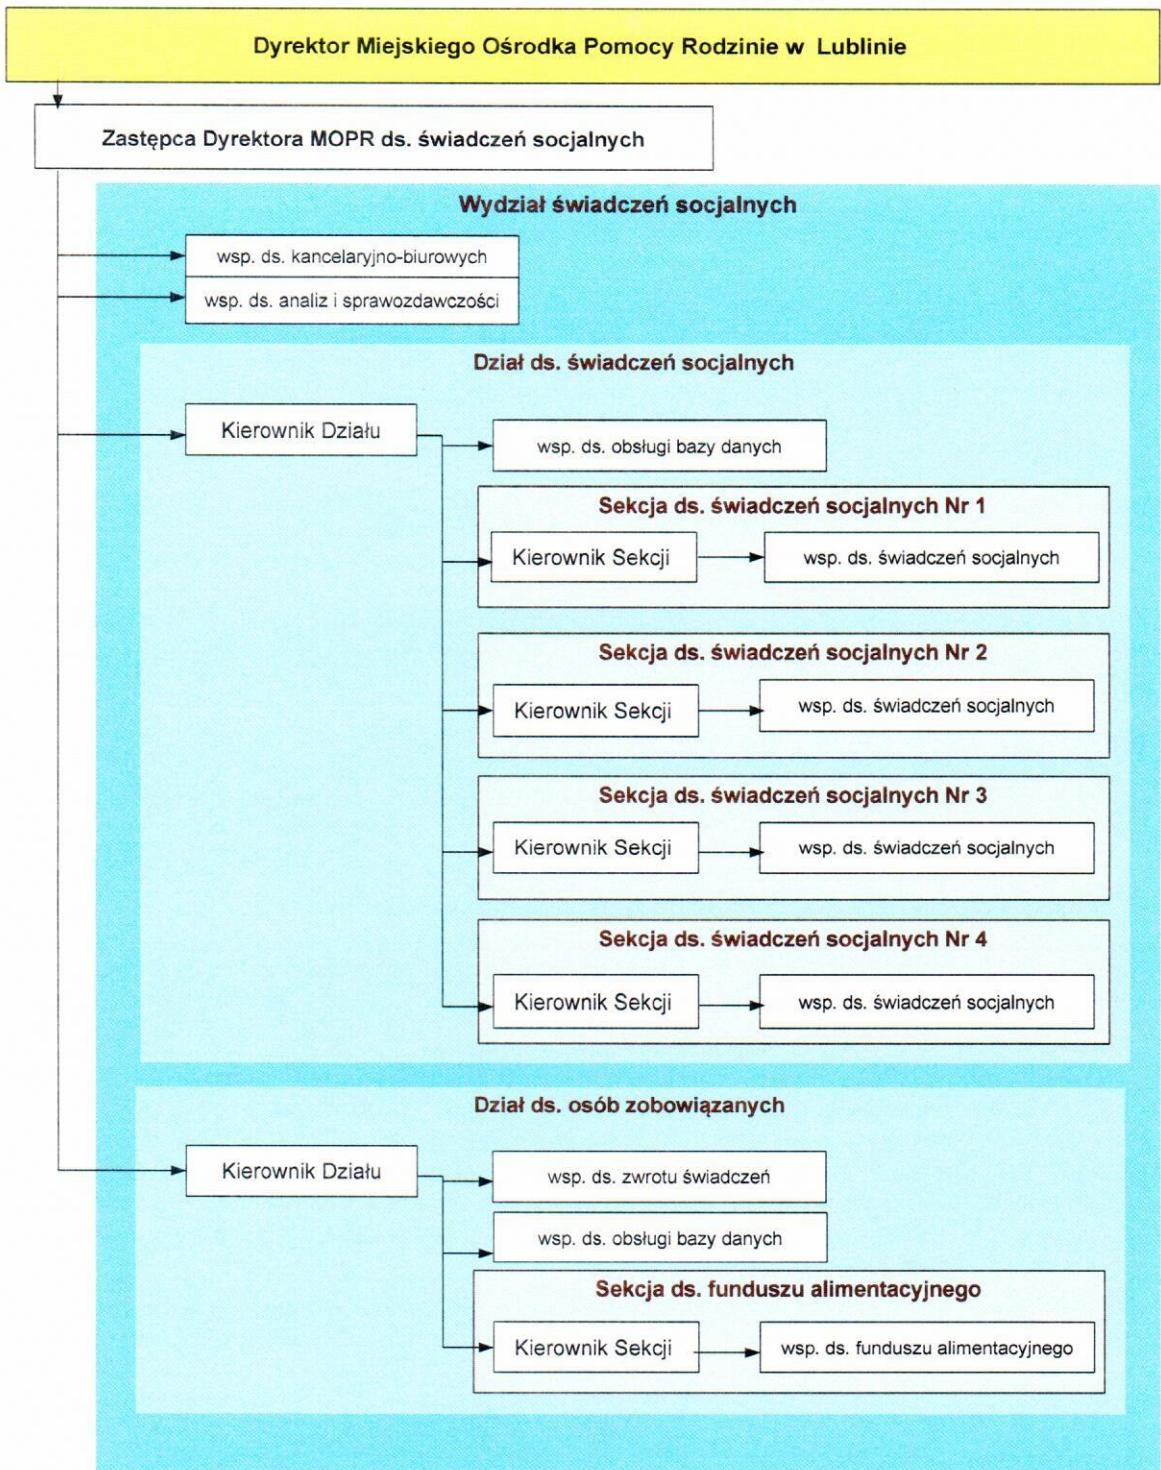 Dyrektor Miejskiego Ośrodka Pomocy Rodzinie w Lublinie
Zastępca Dyrektora MOPR ds. świadczeń socjalnych
Wydział świadczeń socjalnych
wsp. ds. kancelaryjno-biurowych
wsp. ds. analiz i sprawozdawczości
Dział ds. świadczeń socjalnych
Kierownik Działu
wsp. ds. obsługi bazy danych
Sekcja ds. świadczeń socjalnych Nr 1
Kierownik Sekcji
wsp. ds. świadczeń socjalnych
Sekcja ds. świadczeń socjalnych Nr 2
Kierownik Sekcji
wsp. ds. świadczeń socjalnych
Sekcja ds. świadczeń socjalnych Nr 3
Kierownik Sekcji
wsp. ds. świadczeń socjalnych
Sekcja ds. świadczeń socjalnych Nr 4
Kierownik Sekcji
wsp. ds. świadczeń socjalnych
Dział ds. osób zobowiązanych
Kierownik Działu
wsp. ds. zwrotu świadczeń
wsp. ds. obsługi bazy danych
Sekcja ds. funduszu alimentacyjnego
Kierownik Sekcji
wsp. ds. funduszu alimentacyjnego